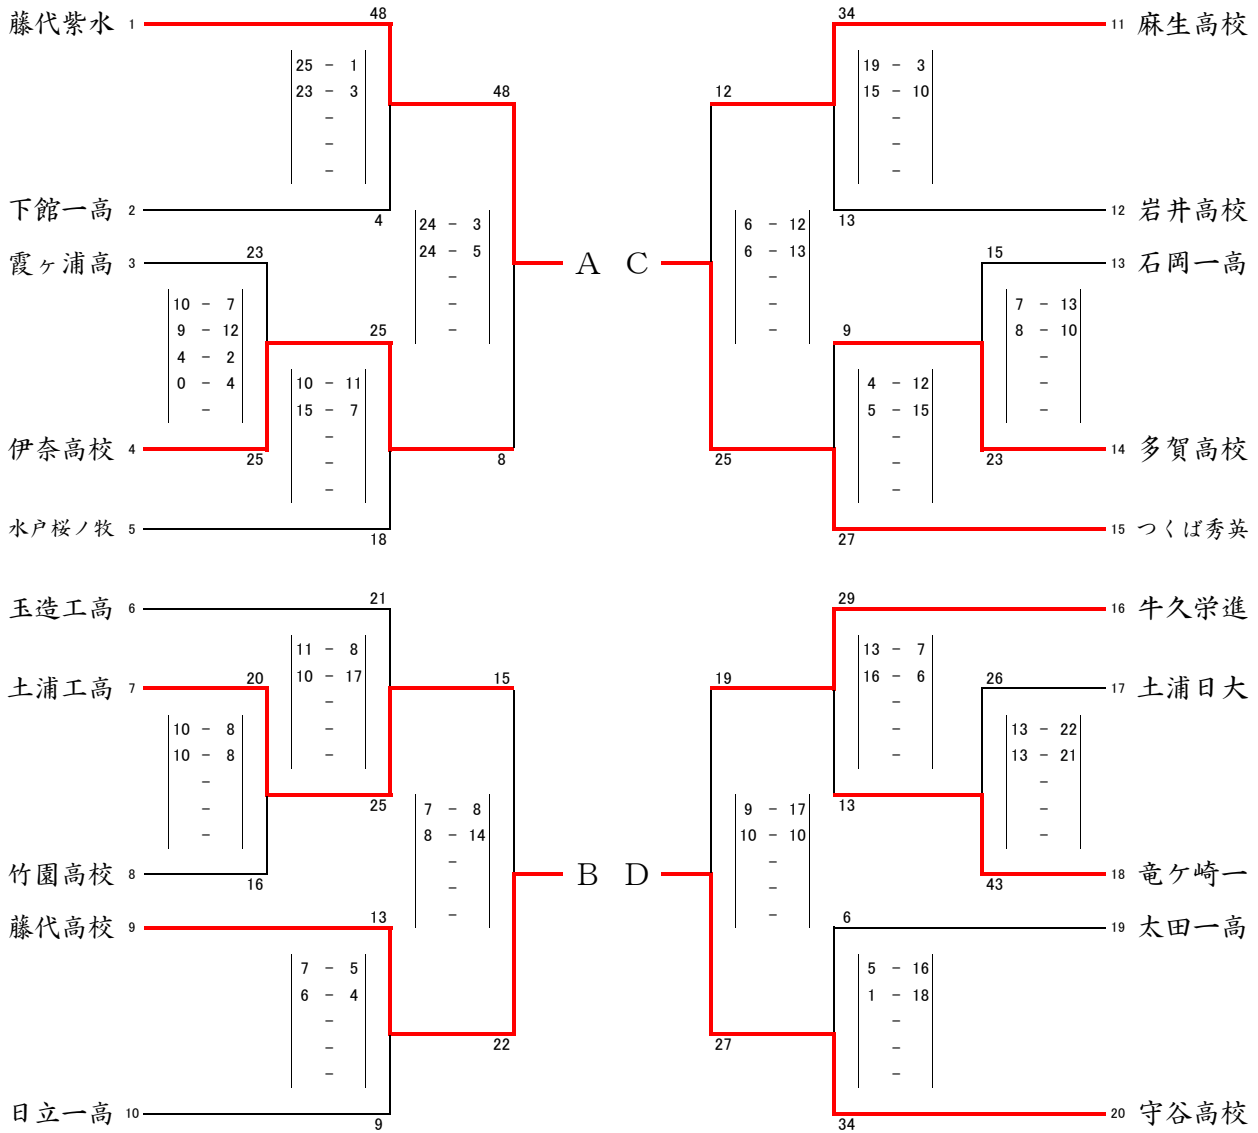 藤代紫水 1 48
25 - 1
23 - 3
-
-
-
下館一高 2 4
48
霞ヶ浦高 3 23
10 - 7
9 - 12
4 - 2
0 - 4
-
伊奈高校 4 25
25
10 - 11
15 - 7
-
-
-
水戸桜ノ牧 5 18
24 - 3
24 - 5
-
-
-
8
A
玉造工高 6 21
11 - 8
10 - 17
-
-
-
土浦工高 7 20
10 - 8
10 - 8
-
-
-
竹園高校 8 16
25
15
7 - 8
8 - 14
-
-
-
B
藤代高校 9 13
7 - 5
6 - 4
-
-
-
日立一高 10 9
22
34 11 麻生高校
19 - 3
15 - 10
-
-
-
13 12 岩井高校
12
C
6 - 12
6 - 13
-
-
-
15 13 石岡一高
7 - 13
8 - 10
-
-
-
23 14 多賀高校
9
4 - 12
5 - 15
-
-
-
27 15 つくば秀英
25
29 16 牛久栄進
13 - 7
16 - 6
-
-
-
26 17 土浦日大
13 - 22
13 - 21
-
-
-
43 18 竜ケ崎一
13
19
D
9 - 17
10 - 10
-
-
-
6 19 太田一高
5 - 16
1 - 18
-
-
-
34 20 守谷高校
27